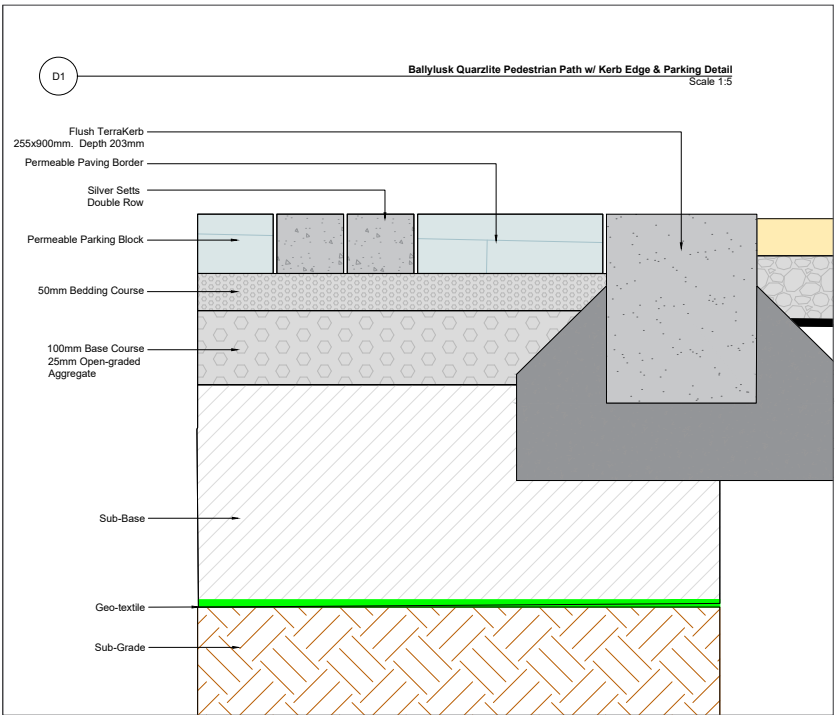 D1
Ballylusk Quarzlite Pedestrian Path w/ Kerb Edge & Parking Detail
Scale 1:5
Flush TerraKerb
255x900mm. Depth 203mm
Permeable Paving Border
Silver Setts
Double Row
Permeable Parking Block
50mm Bedding Course
100mm Base Course
25mm Open-graded
Aggregate
Sub-Base
Geo-textile
Sub-Grade